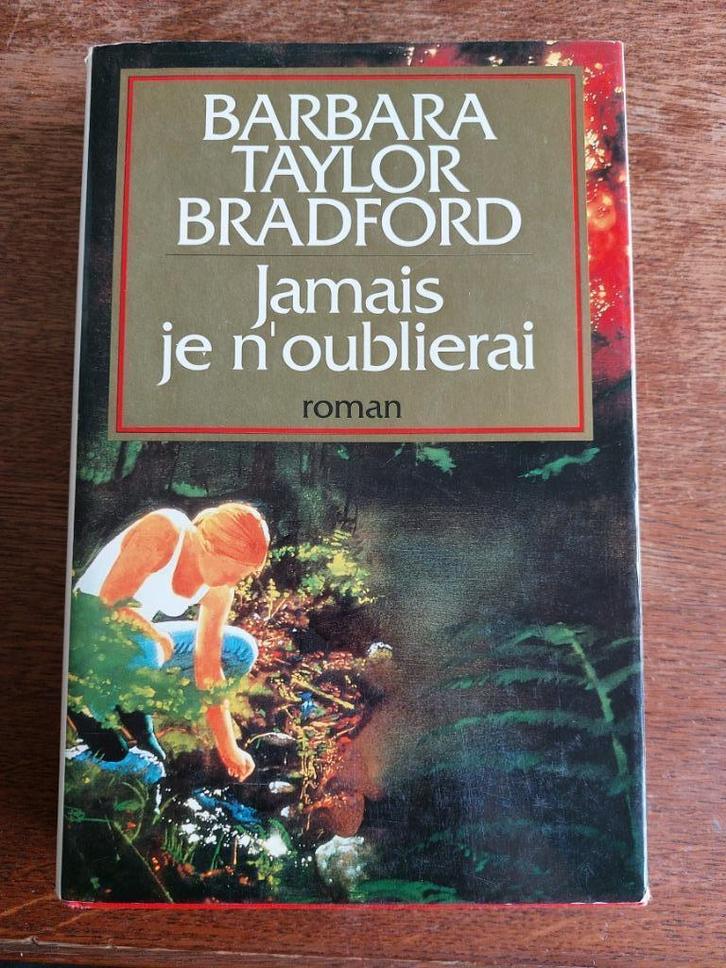 BARBARA
TAYLOR
BRADFORD
Jamais
je n'oublierai
roman